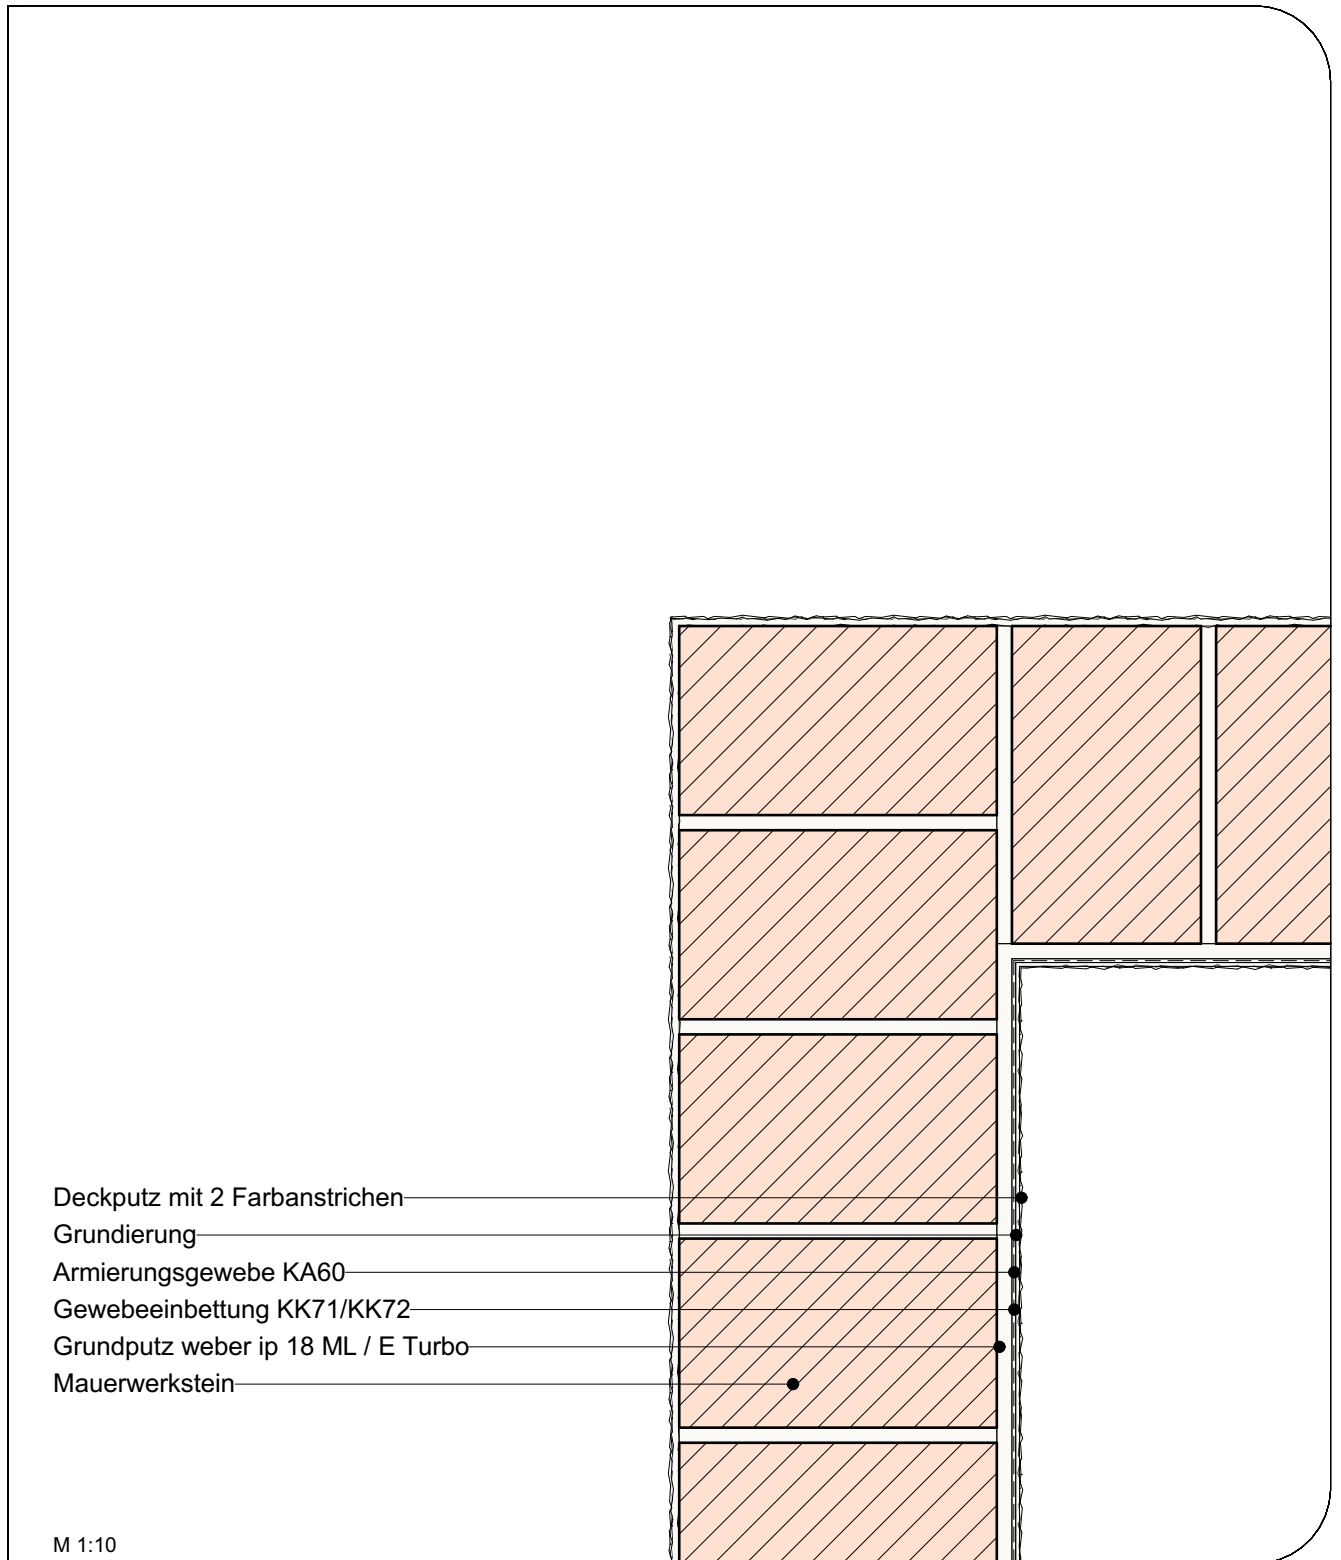 Deckputz mit 2 Farbanstrichen
Grundierung
Armierungsgewebe KA60
Gewebeeinbettung KK71/KK72
Grundputz weber ip 18 ML / E Turbo
Mauerwerkstein
M 1:10